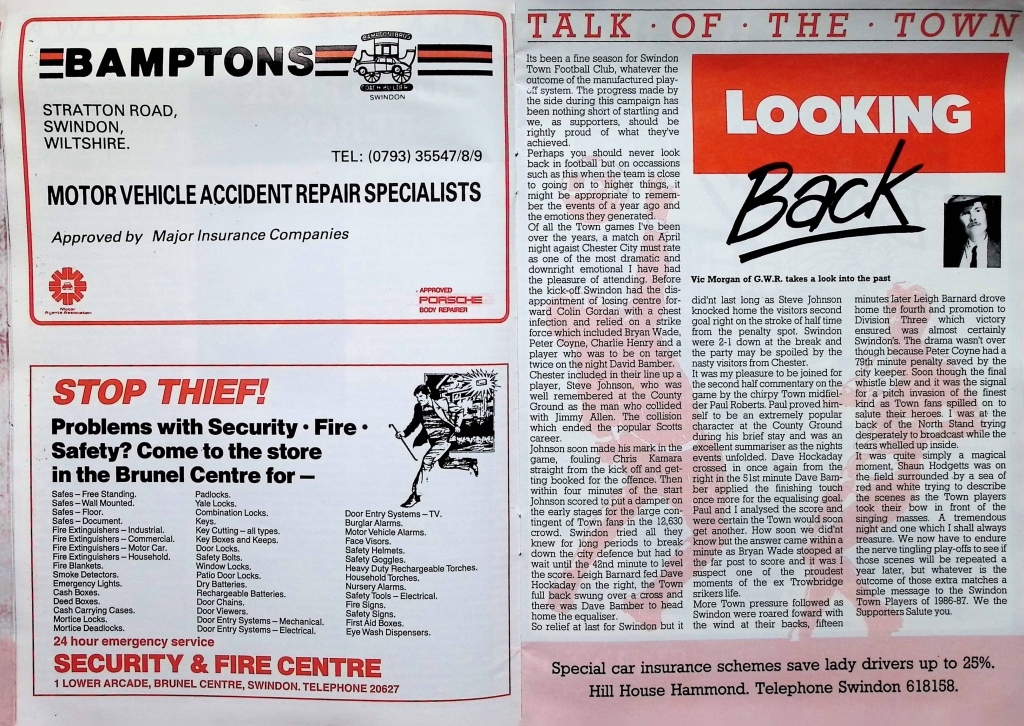 BAMPTONS
BAMPTON BROS
COACH BUILDERS
SWINDON
STRATTON ROAD,
SWINDON,
WILTSHIRE.
TEL: (0793) 35547/8/9
MOTOR VEHICLE ACCIDENT REPAIR SPECIALISTS
Approved by Major Insurance Companies
Motor
Agents Association
APPROVED
PORSCHE
BODY REPAIRER
STOP THIEF!
Problems with Security · Fire ·
Safety? Come to the store
in the Brunel Centre for —
Safes – Free Standing.
Safes – Wall Mounted.
Safes – Floor.
Safes – Document.
Fire Extinguishers – Industrial.
Fire Extinguishers – Commercial.
Fire Extinguishers – Motor Car.
Fire Extinguishers – Household.
Fire Blankets.
Smoke Detectors.
Emergency Lights.
Cash Boxes.
Deed Boxes.
Cash Carrying Cases.
Mortice Locks.
Mortice Deadlocks.
Padlocks.
Yale Locks.
Combination Locks.
Keys.
Key Cutting – all types.
Key Boxes and Keeps.
Door Locks.
Safety Bolts.
Window Locks.
Patio Door Locks.
Dry Batteries.
Rechargeable Batteries.
Door Chains.
Door Viewers.
Door Entry Systems – Mechanical.
Door Entry Systems – Electrical.
Door Entry Systems – TV.
Burglar Alarms.
Motor Vehicle Alarms.
Face Visors.
Safety Helmets.
Safety Goggles.
Heavy Duty Rechargeable Torches.
Household Torches.
Nursery Alarms.
Safety Tools – Electrical.
Fire Signs.
Safety Signs.
First Aid Boxes.
Eye Wash Dispensers.
24 hour emergency service
SECURITY & FIRE CENTRE
1 LOWER ARCADE, BRUNEL CENTRE, SWINDON. TELEPHONE 20627
TALK · OF · THE · TOWN
LOOKING
Back
Vic Morgan of G.W.R. takes a look into the past
Its been a fine season for Swindon
Town Football Club, whatever the
outcome of the manufactured play-
off system. The progress made by
the side during this campaign has
been nothing short of startling and
we, as supporters, should be
rightly proud of what they've
achieved.
Perhaps you should never look
back in football but on occassions
such as this when the team is close
to going on to higher things, it
might be appropriate to remem-
ber the events of a year ago and
the emotions they generated.
Of all the Town games I've been
over the years, a match on April
night agaist Chester City must rate
as one of the most dramatic and
downright emotional I have had
the pleasure of attending. Before
the kick-off Swindon had the dis-
appointment of losing centre for-
ward Colin Gordan with a chest
infection and relied on a strike
force which included Bryan Wade,
Peter Coyne, Charlie Henry and a
player who was to be on target
twice on the night David Bamber.
Chester included in their line up a
player, Steve Johnson, who was
well remembered at the County
Ground as the man who collided
with Jimmy Allen. The collision
which ended the popular Scotts
career.
Johnson soon made his mark in the
game, fouling Chris Kamara
straight from the kick off and get-
ting booked for the offence. Then
within four minutes of the start
Johnson scored to put a damper on
the early stages for the large con-
tingent of Town fans in the 12,630
crowd. Swindon tried all they
knew for long periods to break
down the city defence but had to
wait until the 42nd minute to level
the score. Leigh Barnard fed Dave
Hockaday on the right, the Town
full back swung over a cross and
there was Dave Bamber to head
home the equaliser.
So relief at last for Swindon but it
did'nt last long as Steve Johnson
knocked home the visitors second
goal right on the stroke of half time
from the penalty spot. Swindon
were 2-1 down at the break and
the party may be spoiled by the
nasty visitors from Chester.
It was my pleasure to be joined for
the second half commentary on the
game by the chirpy Town midfiel-
der Paul Roberts. Paul proved him-
self to be an extremely popular
character at the County Ground
during his brief stay and was an
excellent summariser as the nights
events unfolded. Dave Hockaday
crossed in once again from the
right in the 51st minute Dave Bam-
ber applied the finishing touch
once more for the equalising goal.
Paul and I analysed the score and
were certain the Town would soon
get another. How soon we did'nt
know but the answer came within a
minute as Bryan Wade stooped at
the far post to score and it was I
suspect one of the proudest
moments of the ex Trowbridge
srikers life.
More Town pressure followed as
Swindon were roared foward with
the wind at their backs, fifteen
minutes later Leigh Barnard drove
home the fourth and promotion to
Division Three which victory
ensured was almost certainly
Swindon's. The drama wasn't over
though because Peter Coyne had a
79th minute penalty saved by the
city keeper. Soon though the final
whistle blew and it was the signal
for a pitch invasion of the finest
kind as Town fans spilled on to
salute their heroes. I was at the
back of the North Stand trying
desperately to broadcast while the
tears whelled up inside.
It was quite simply a magical
moment, Shaun Hodgetts was on
the field surrounded by a sea of
red and white trying to describe
the scenes as the Town players
took their bow in front of the
singing masses. A tremendous
night and one which I shall always
treasure. We now have to endure
the nerve tingling play-offs to see if
those scenes will be repeated a
year later, but whatever is the
outcome of those extra matches a
simple message to the Swindon
Town Players of 1986-87. We the
Supporters Salute you.
Special car insurance schemes save lady drivers up to 25%.
Hill House Hammond. Telephone Swindon 618158.